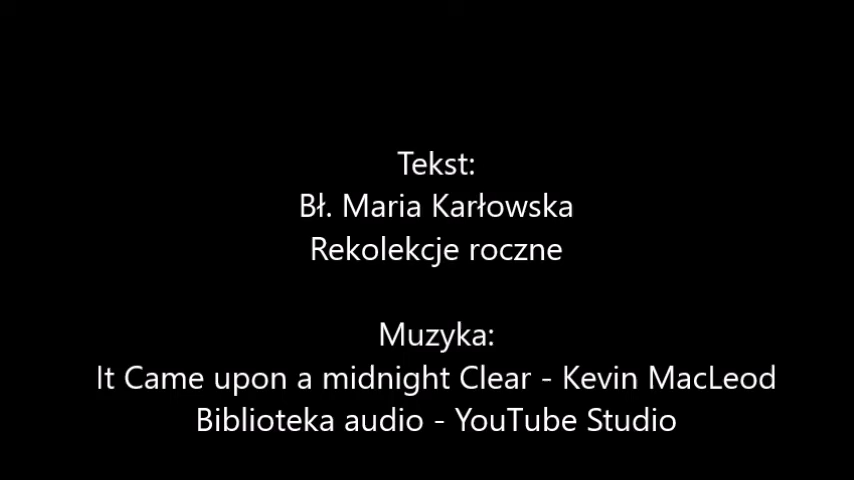 Tekst:
Bł. Maria Karłowska
Rekolekcje roczne
Muzyka:
It Came upon a midnight Clear - Kevin MacLeod
Biblioteka audio - YouTube Studio